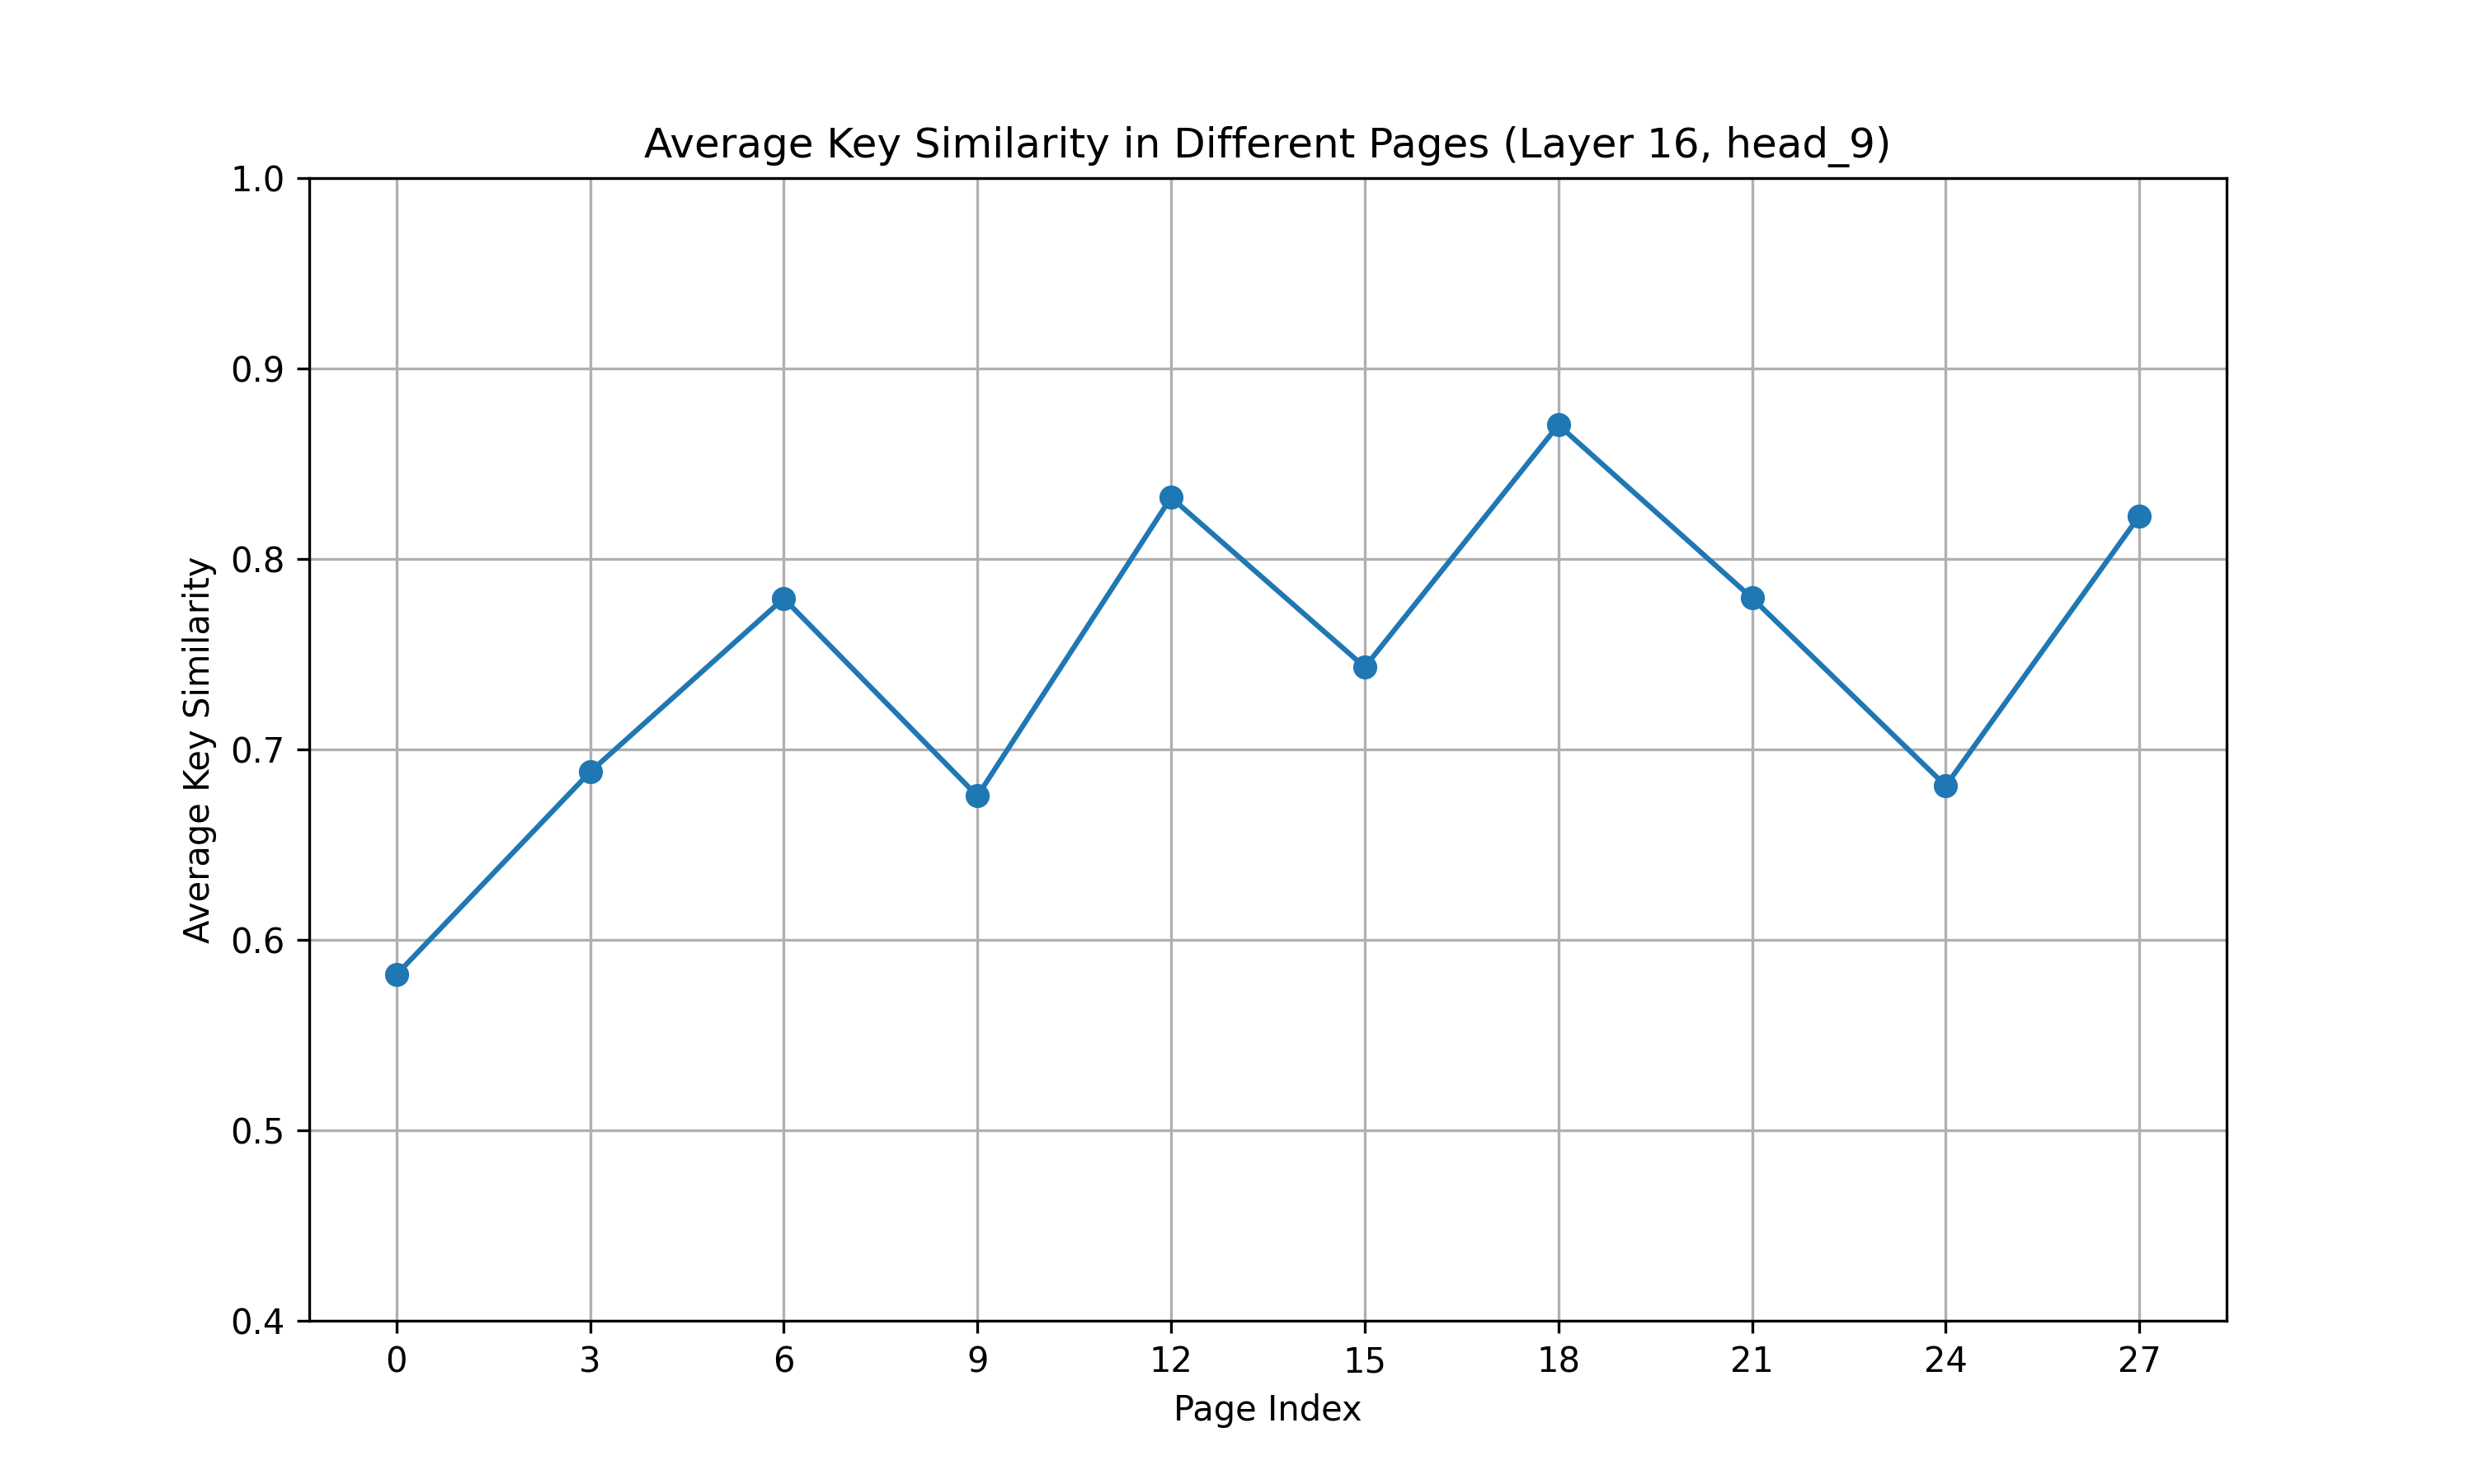 Average Key Similarity in Different Pages (Layer 16, head_9)
1.0
0.9
0.8
0.7
0.6
0.5
0.4
Average Key Similarity
0 3 6 9 12 15 18 21 24 27
Page Index